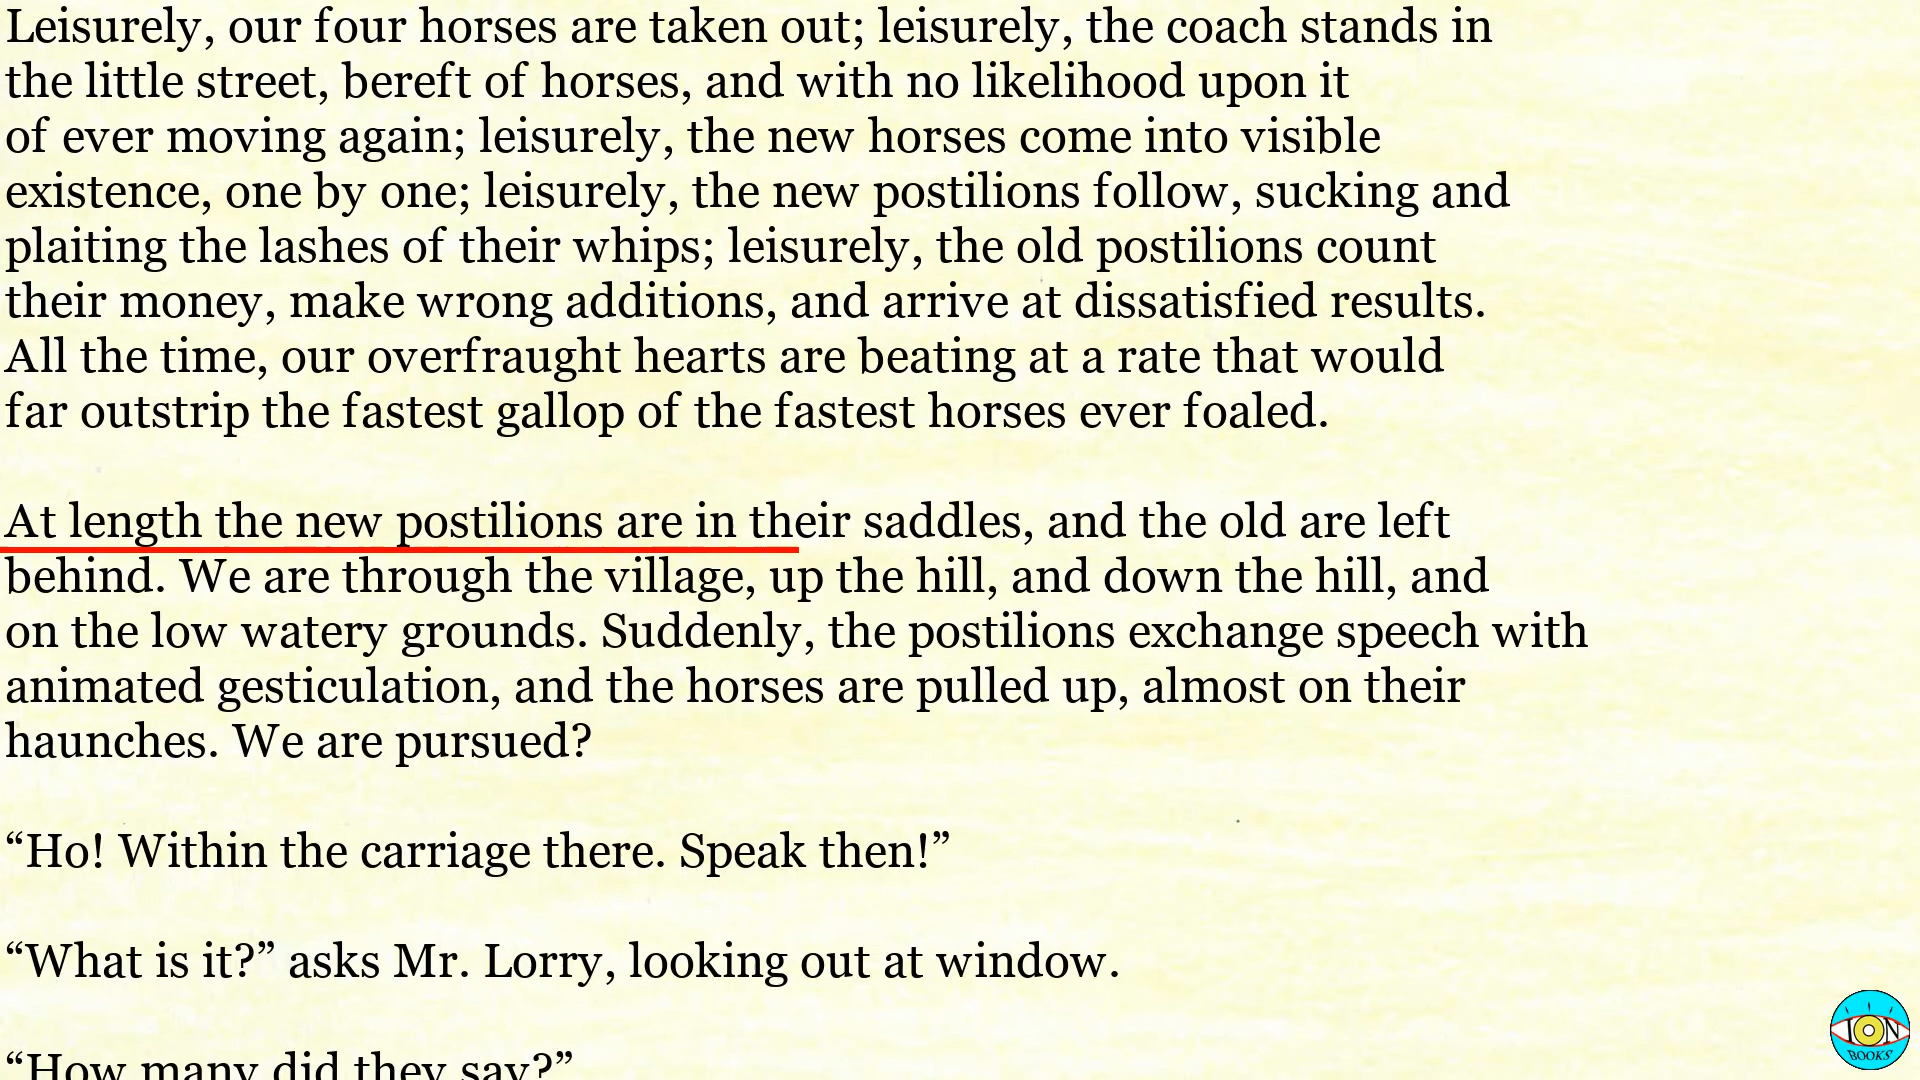 Leisurely, our four horses are taken out; leisurely, the coach stands in
the little street, bereft of horses, and with no likelihood upon it
of ever moving again; leisurely, the new horses come into visible
existence, one by one; leisurely, the new postilions follow, sucking and
plaiting the lashes of their whips; leisurely, the old postilions count
their money, make wrong additions, and arrive at dissatisfied results.
All the time, our overfraught hearts are beating at a rate that would
far outstrip the fastest gallop of the fastest horses ever foaled.
At length the new postilions are in their saddles, and the old are left
behind. We are through the village, up the hill, and down the hill, and
on the low watery grounds. Suddenly, the postilions exchange speech with
animated gesticulation, and the horses are pulled up, almost on their
haunches. We are pursued?
“Ho! Within the carriage there. Speak then!”
“What is it?” asks Mr. Lorry, looking out at window.
“How many did they say?”
ION
BOOKS